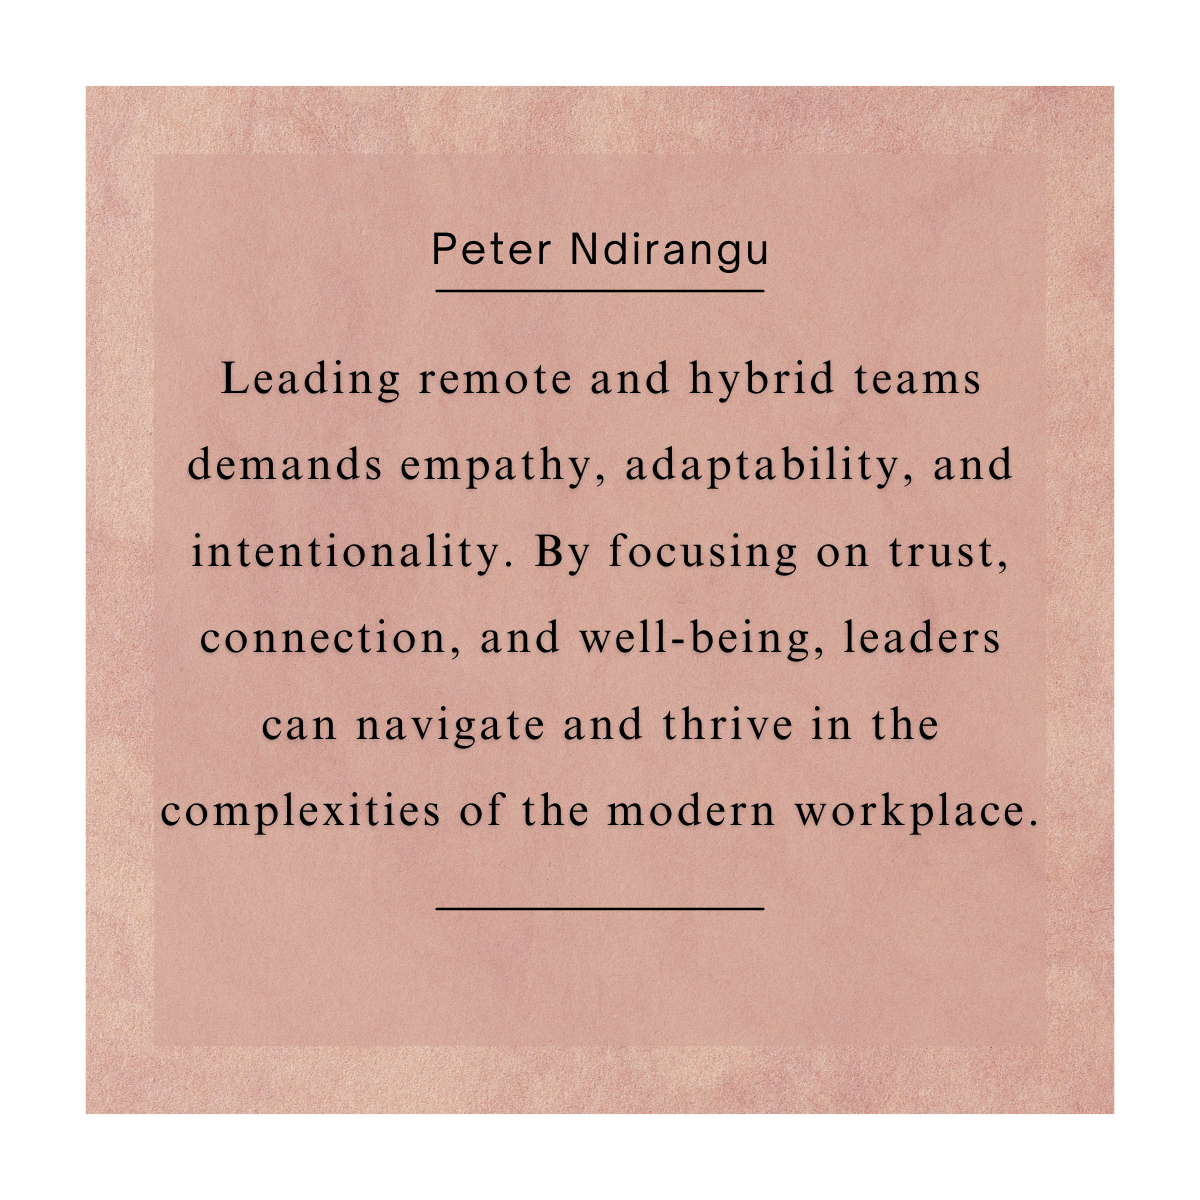 Peter Ndirangu
Leading remote and hybrid teams
demands empathy, adaptability, and
intentionality. By focusing on trust,
connection, and well-being, leaders
can navigate and thrive in the
complexities of the modern workplace.